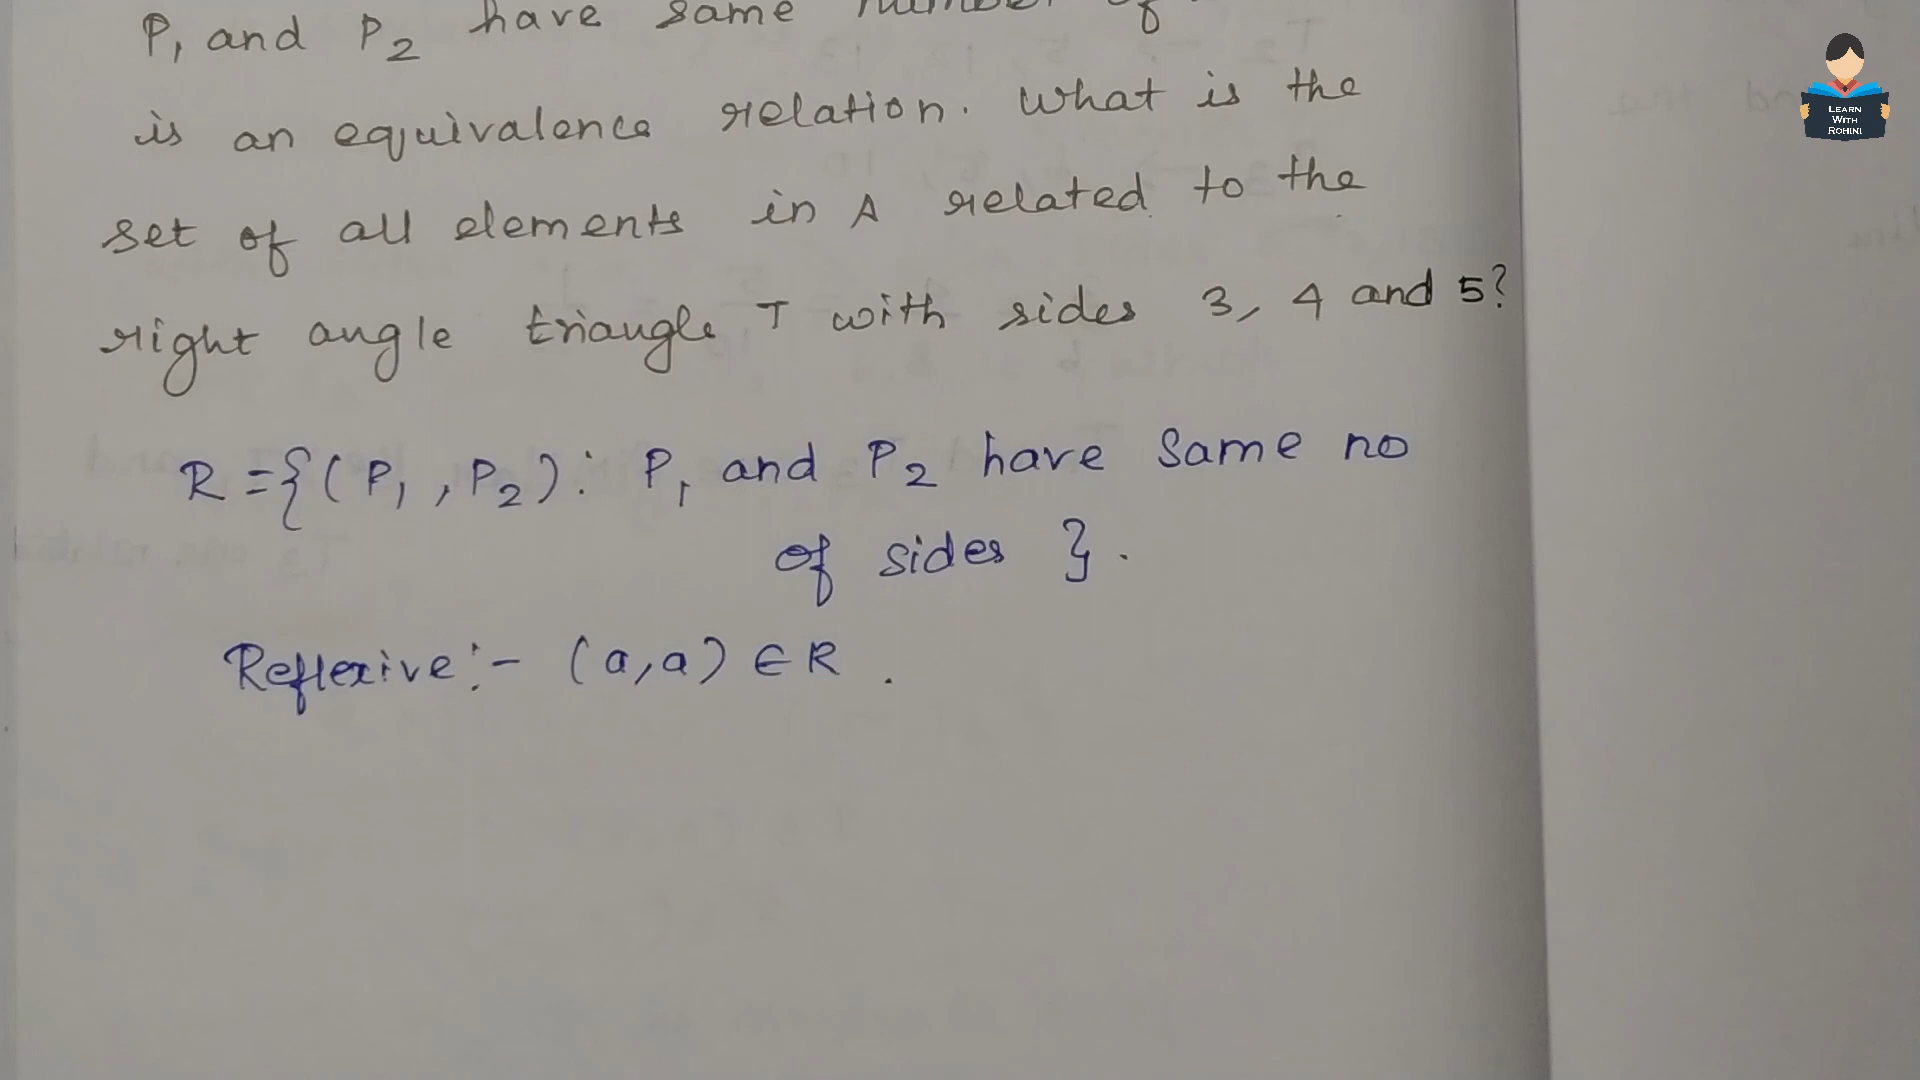 P1 and P2 have same number of
is an equivalence relation. What is the
set of all elements in A related to the
right angle triangle T with sides 3, 4 and 5?
R = {(P1, P2): P1 and P2 have same no
of sides }.
Reflexive:- (a,a) ∈ R.
LEARN
WITH
ROHINI